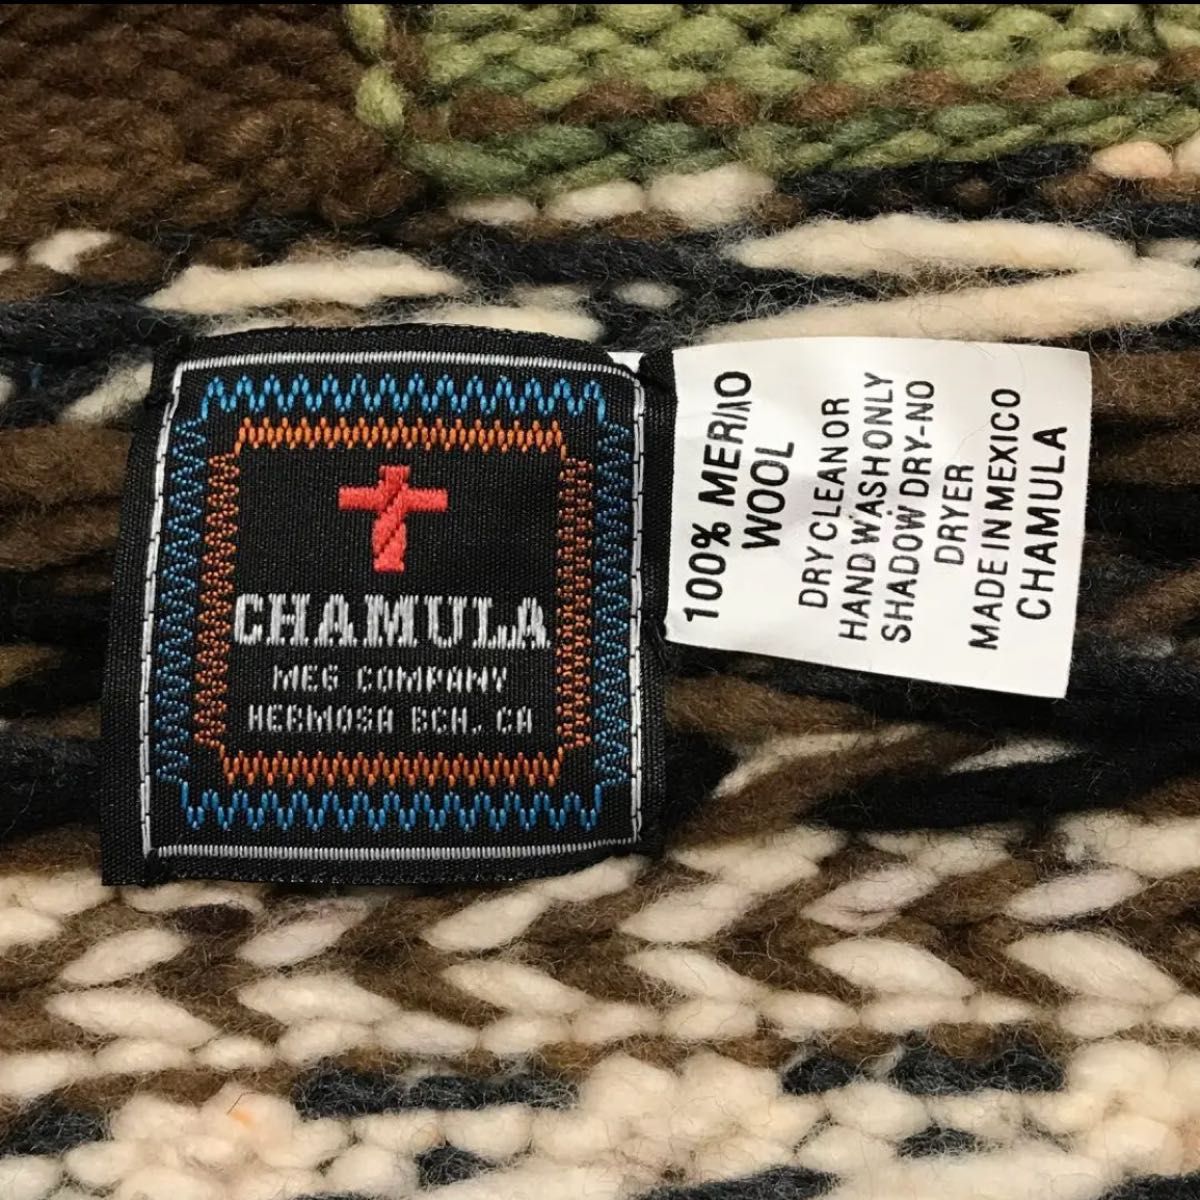 CHAMULA
MEG COMPANY
HERMOSA BCH, CA
100% MERINO
WOOL
DRY CLEAN OR
HAND WASH ONLY
SHADOW DRY-NO
DRYER
MADE IN MEXICO
CHAMULA